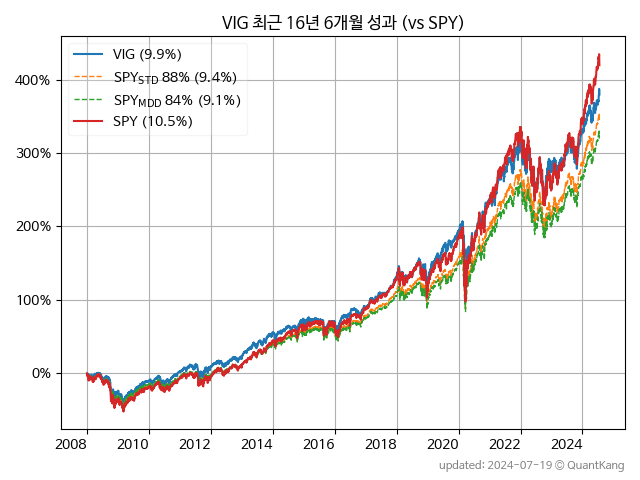 VIG 최근 16년 6개월 성과 (vs SPY)
VIG (9.9%)
SPY_STD 88% (9.4%)
SPY_MDD 84% (9.1%)
SPY (10.5%)
400%
300%
200%
100%
0%
2008 2010 2012 2014 2016 2018 2020 2022 2024
updated: 2024-07-19 © QuantKang